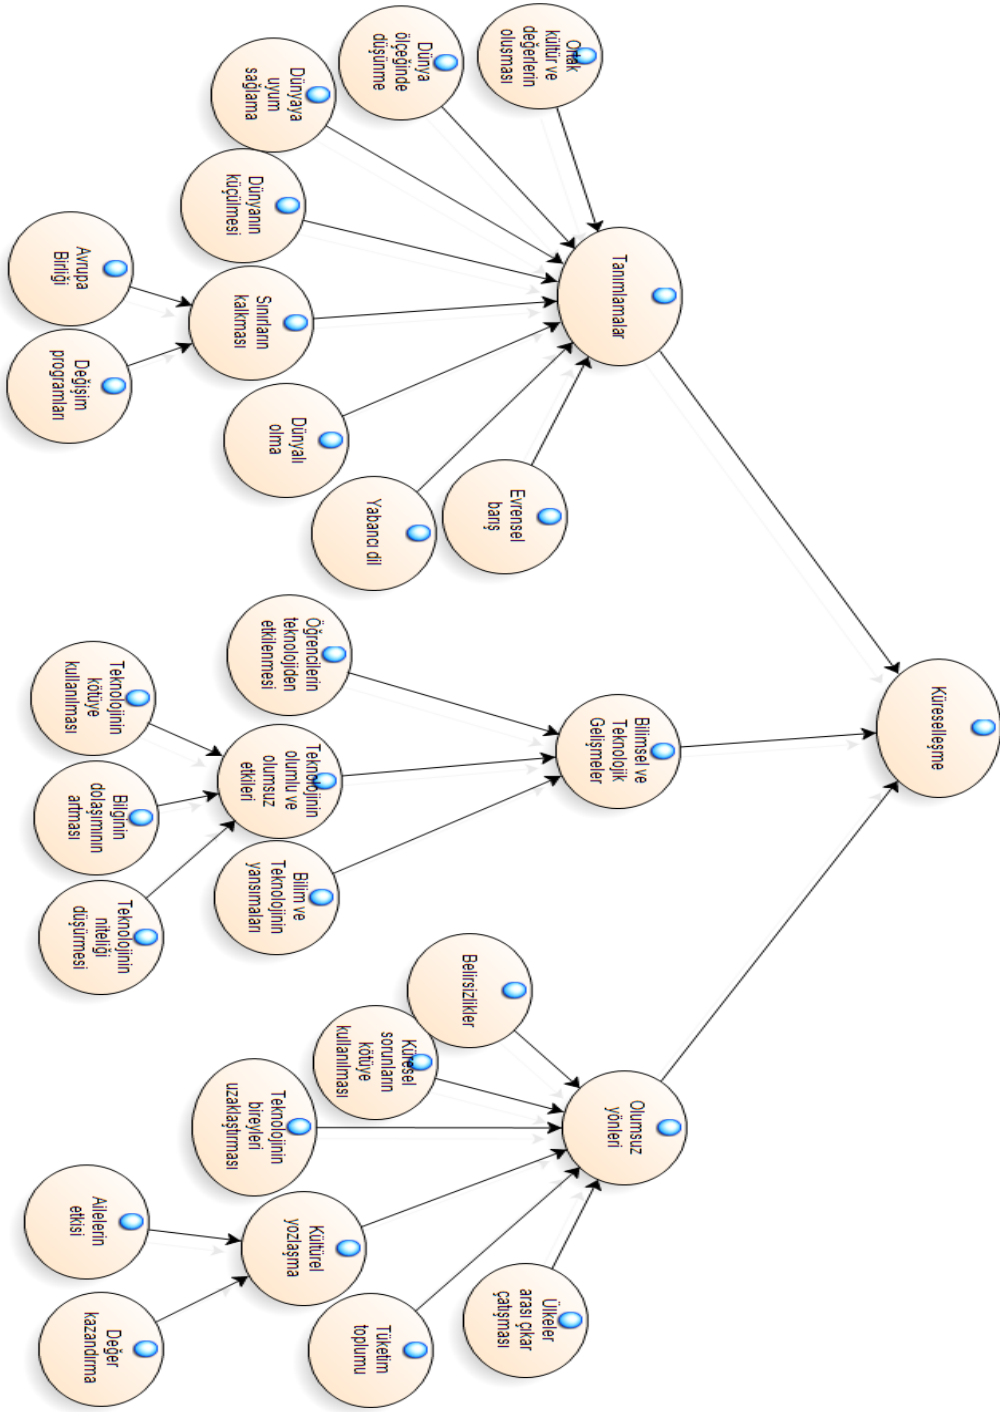 Küreselleşme
Tanımlamalar
Bilimsel ve
Teknolojik
Gelişmeler
Olumsuz
yönleri
Ortak
kültür ve
değerlerin
oluşması
Dünya
ölçeğinde
düşünme
Dünyaya
uyum
sağlama
Dünyanın
küçülmesi
Sınırların
kalkması
Dünyalı
olma
Yabancı dil
Evrensel
barış
Avrupa
Birliği
Değişim
programları
Öğrencilerin
teknolojiden
etkilenmesi
Teknolojinin
olumlu ve
olumsuz
etkileri
Bilim ve
Teknolojinin
yansımaları
Teknolojinin
kötüye
kullanılması
Bilginin
dolaşımının
artması
Teknolojinin
niteliği
düşürmesi
Belirsizlikler
Küresel
sorunların
kötüye
kullanılması
Teknolojinin
bireyleri
uzaklaştırması
Kültürel
yozlaşma
Tüketim
toplumu
Ülkeler
arası çıkar
çatışması
Ailelerin
etkisi
Değer
kazandırma